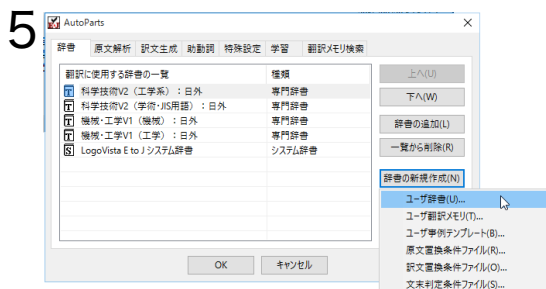 5
AutoParts
辞書 原文解析 訳文生成 助動詞 特殊設定 学習 翻訳メモリ検索
翻訳に使用する辞書の一覧 種類
科学技術V2（工学系）：日外 専門辞書
科学技術V2（学術･JIS用語）：日外 専門辞書
機械･工学V1（機械）：日外 専門辞書
機械･工学V1（工学）：日外 専門辞書
LogoVista E to J システム辞書 システム辞書
上へ(U)
下へ(W)
辞書の追加(L)
一覧から削除(R)
辞書の新規作成(N)
ユーザ辞書(U)...
ユーザ翻訳メモリ(T)...
ユーザ事例テンプレート(B)...
原文置換条件ファイル(R)...
訳文置換条件ファイル(O)...
文末判定条件ファイル(S)...
OK キャンセル